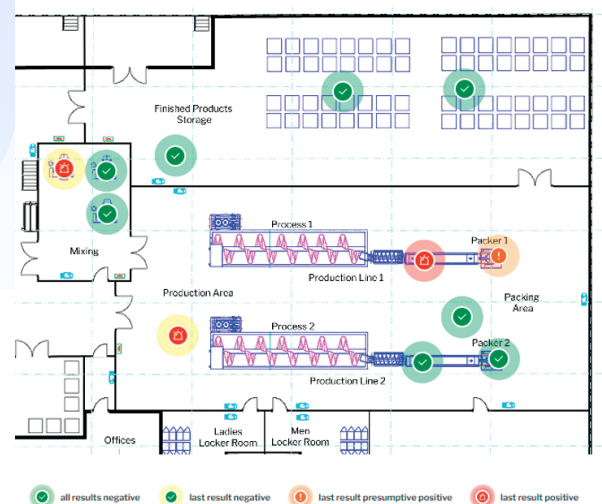 Finished Products
Storage
Mixing
Process 1
Packer 1
Production Line 1
Production Area
Packing
Area
Process 2
Packer 2
Production Line 2
Offices
Ladies
Locker Room
Men
Locker Room
all results negative
last result negative
last result presumptive positive
last result positive